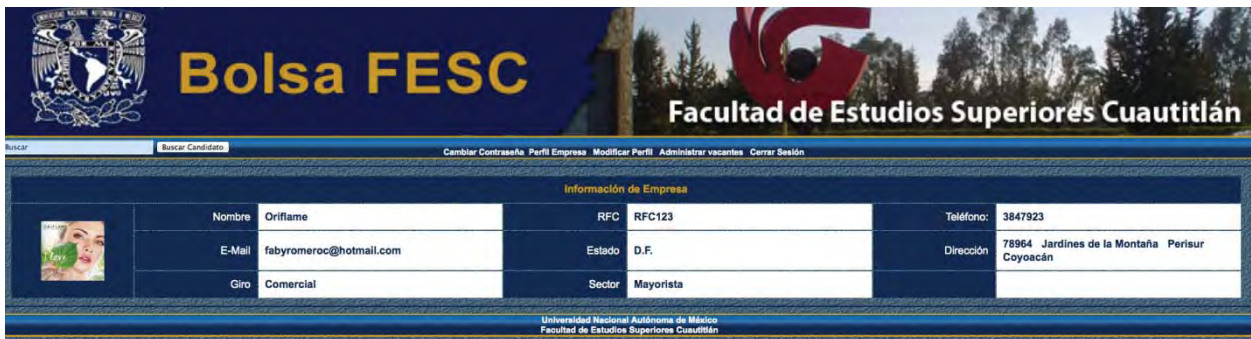 Bolsa FESC
Facultad de Estudios Superiores Cuautitlán
Buscar Buscar Candidato Cambiar Contraseña Perfil Empresa Modificar Perfil Administrar vacantes Cerrar Sesión
Información de Empresa
Nombre Oriflame RFC RFC123 Teléfono: 3847923
E-Mail fabyromeroc@hotmail.com Estado D.F. Dirección 78964 Jardines de la Montaña Perisur
Coyoacán
Giro Comercial Sector Mayorista
Universidad Nacional Autónoma de México
Facultad de Estudios Superiores Cuautitlán